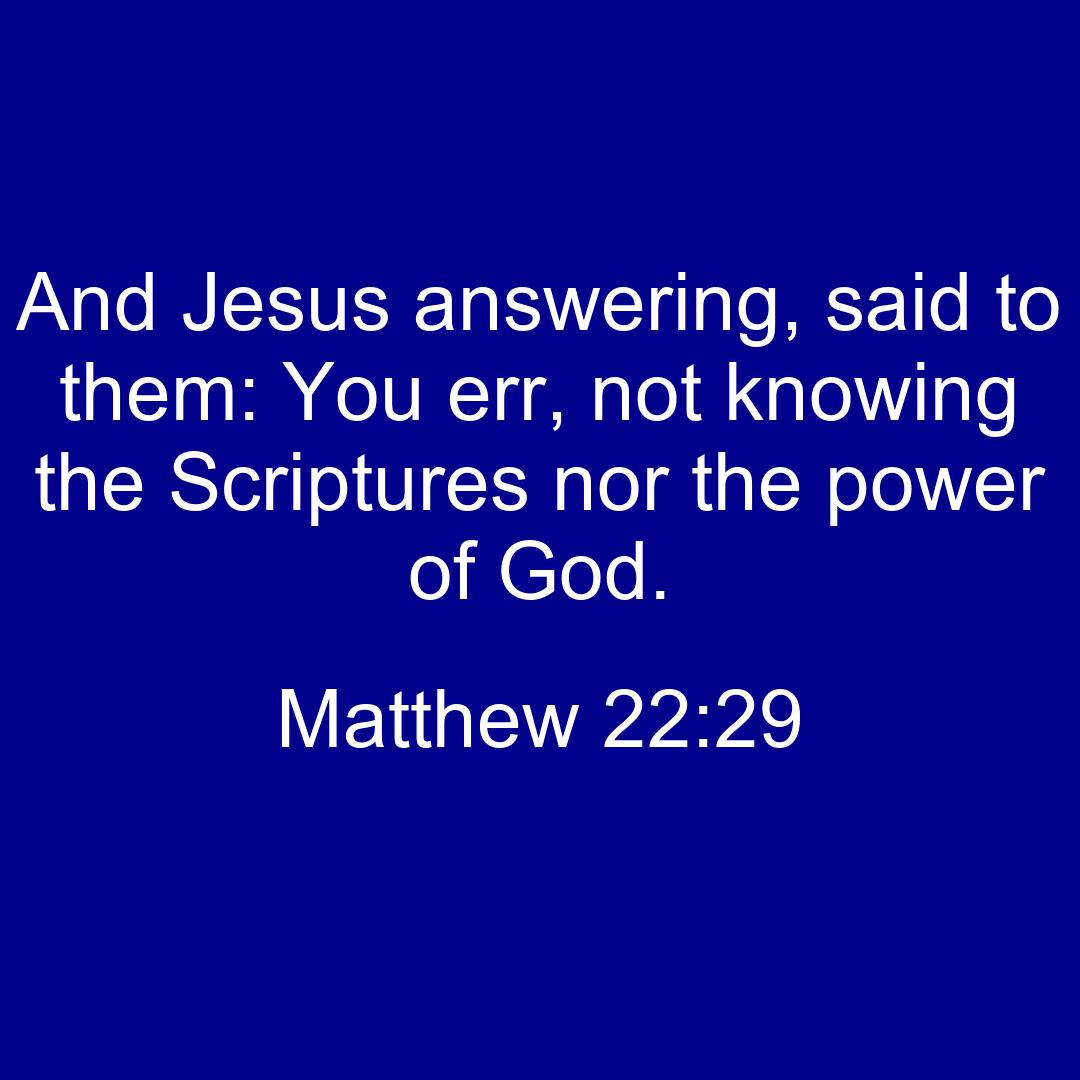 And Jesus answering, said to
them: You err, not knowing
the Scriptures nor the power
of God.
Matthew 22:29